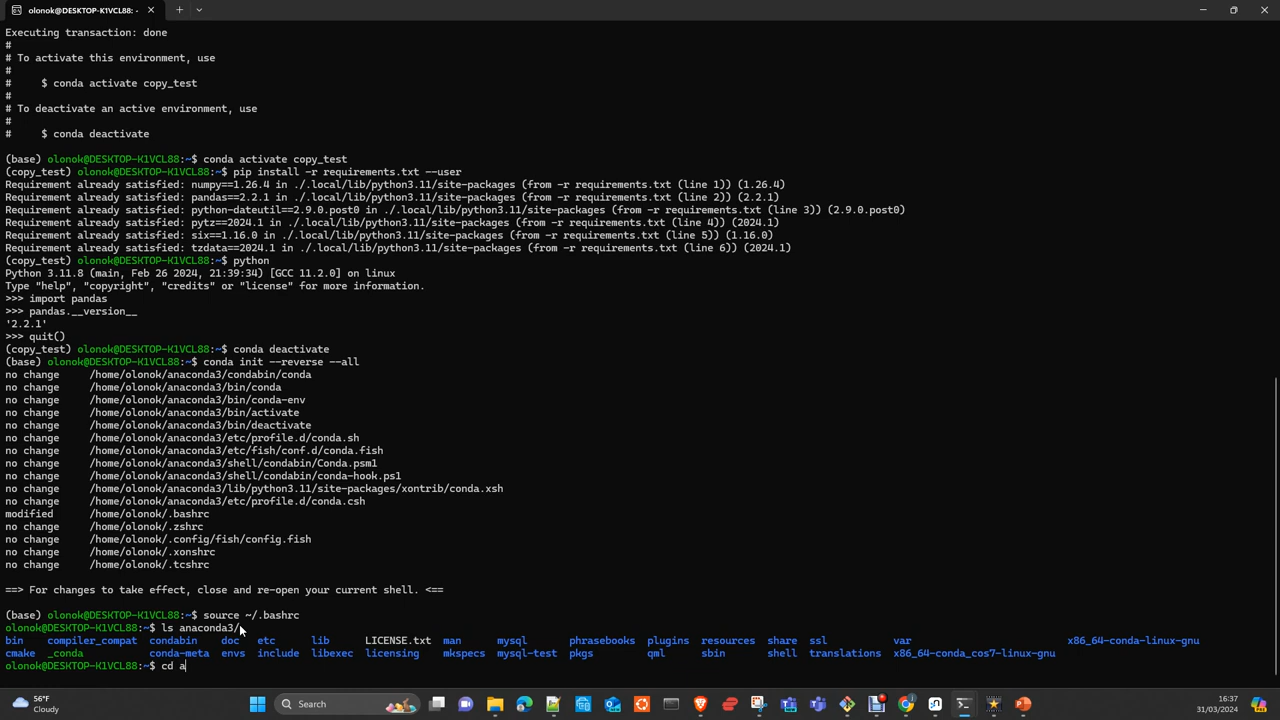 olonok@DESKTOP-K1VCL88: ~
Executing transaction: done
#
# To activate this environment, use
#
#     $ conda activate copy_test
#
# To deactivate an active environment, use
#
#     $ conda deactivate
(base) olonok@DESKTOP-K1VCL88:~$ conda activate copy_test
(copy_test) olonok@DESKTOP-K1VCL88:~$ pip install -r requirements.txt --user
Requirement already satisfied: numpy==1.26.4 in ./.local/lib/python3.11/site-packages (from -r requirements.txt (line 1)) (1.26.4)
Requirement already satisfied: pandas==2.2.1 in ./.local/lib/python3.11/site-packages (from -r requirements.txt (line 2)) (2.2.1)
Requirement already satisfied: python-dateutil==2.9.0.post0 in ./.local/lib/python3.11/site-packages (from -r requirements.txt (line 3)) (2.9.0.post0)
Requirement already satisfied: pytz==2024.1 in ./.local/lib/python3.11/site-packages (from -r requirements.txt (line 4)) (2024.1)
Requirement already satisfied: six==1.16.0 in ./.local/lib/python3.11/site-packages (from -r requirements.txt (line 5)) (1.16.0)
Requirement already satisfied: tzdata==2024.1 in ./.local/lib/python3.11/site-packages (from -r requirements.txt (line 6)) (2024.1)
(copy_test) olonok@DESKTOP-K1VCL88:~$ python
Python 3.11.8 (main, Feb 26 2024, 21:39:34) [GCC 11.2.0] on linux
Type "help", "copyright", "credits" or "license" for more information.
>>> import pandas
>>> pandas.__version__
'2.2.1'
>>> quit()
(copy_test) olonok@DESKTOP-K1VCL88:~$ conda deactivate
(base) olonok@DESKTOP-K1VCL88:~$ conda init --reverse --all
no change     /home/olonok/anaconda3/condabin/conda
no change     /home/olonok/anaconda3/bin/conda
no change     /home/olonok/anaconda3/bin/conda-env
no change     /home/olonok/anaconda3/bin/activate
no change     /home/olonok/anaconda3/bin/deactivate
no change     /home/olonok/anaconda3/etc/profile.d/conda.sh
no change     /home/olonok/anaconda3/etc/fish/conf.d/conda.fish
no change     /home/olonok/anaconda3/shell/condabin/Conda.psm1
no change     /home/olonok/anaconda3/shell/condabin/conda-hook.ps1
no change     /home/olonok/anaconda3/lib/python3.11/site-packages/xontrib/conda.xsh
no change     /home/olonok/anaconda3/etc/profile.d/conda.csh
modified      /home/olonok/.bashrc
no change     /home/olonok/.zshrc
no change     /home/olonok/.config/fish/config.fish
no change     /home/olonok/.xonshrc
no change     /home/olonok/.tcshrc
==> For changes to take effect, close and re-open your current shell. <==
(base) olonok@DESKTOP-K1VCL88:~$ source ~/.bashrc
olonok@DESKTOP-K1VCL88:~$ ls anaconda3/
bin    compiler_compat  condabin    doc   etc      lib      LICENSE.txt  man      mysql       phrasebooks  plugins  resources  share  ssl           var                          x86_64-conda-linux-gnu
cmake  _conda           conda-meta  envs  include  libexec  licensing    mkspecs  mysql-test  pkgs         qml      sbin       shell  translations  x86_64-conda_cos7-linux-gnu
olonok@DESKTOP-K1VCL88:~$ cd a
56°F
Cloudy
Search
16:37
31/03/2024